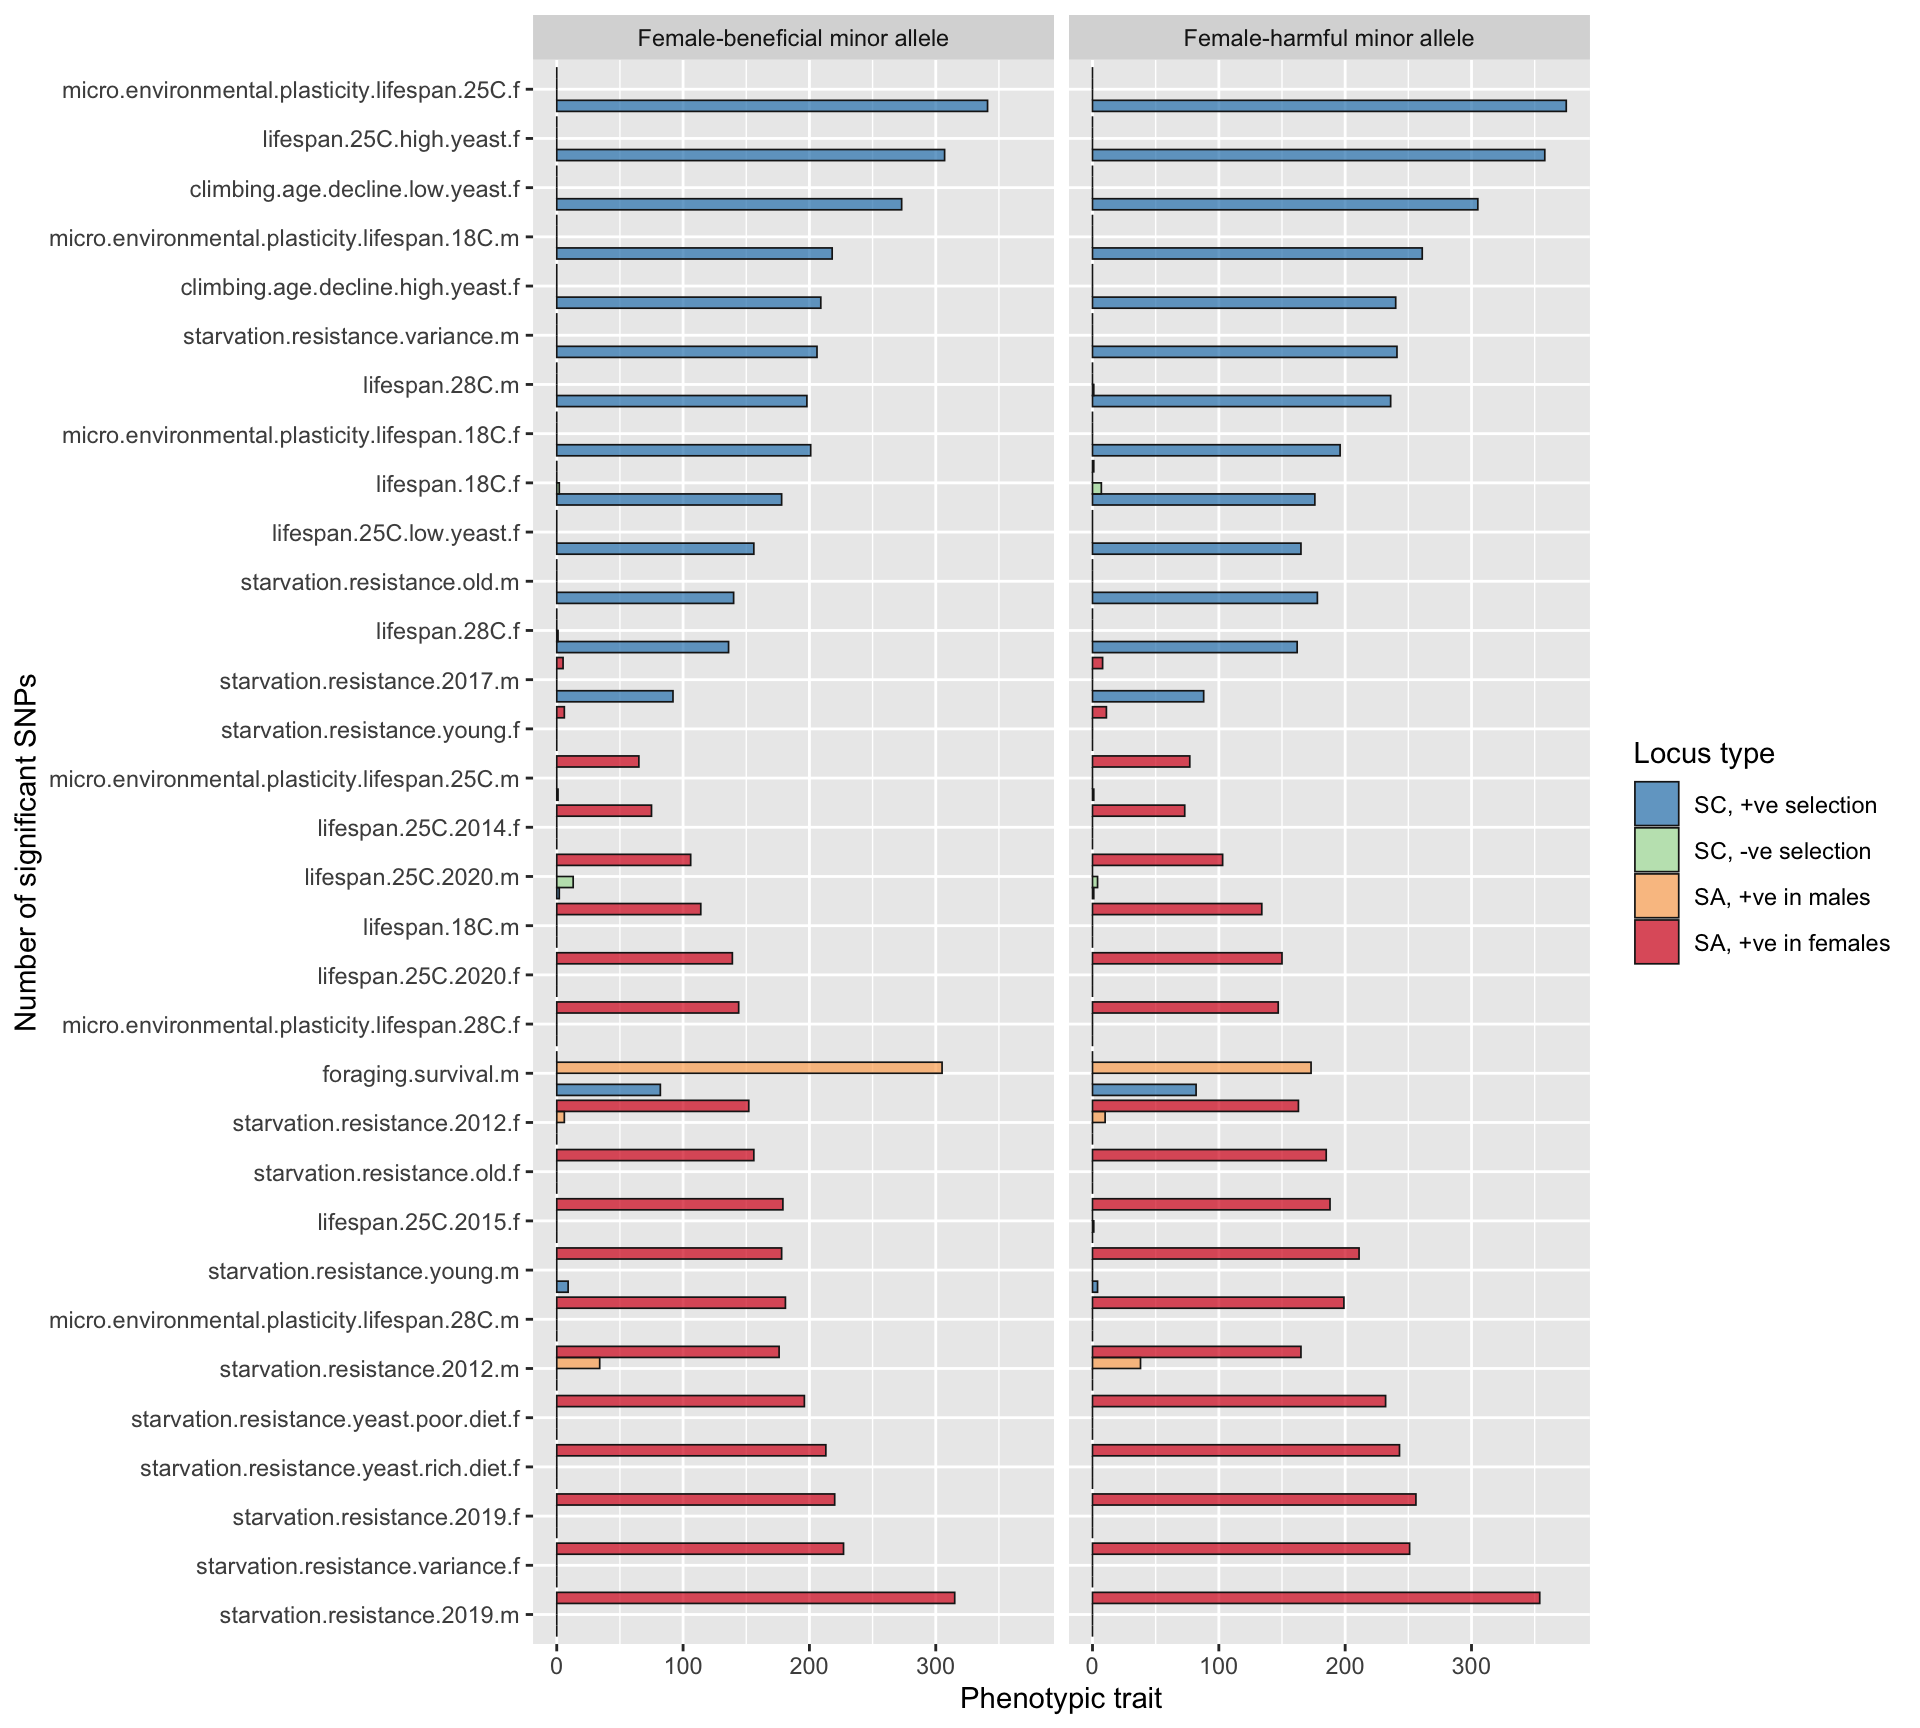 Female-beneficial minor allele
Female-harmful minor allele
micro.environmental.plasticity.lifespan.25C.f
lifespan.25C.high.yeast.f
climbing.age.decline.low.yeast.f
micro.environmental.plasticity.lifespan.18C.m
climbing.age.decline.high.yeast.f
starvation.resistance.variance.m
lifespan.28C.m
micro.environmental.plasticity.lifespan.18C.f
lifespan.18C.f
lifespan.25C.low.yeast.f
starvation.resistance.old.m
lifespan.28C.f
starvation.resistance.2017.m
starvation.resistance.young.f
micro.environmental.plasticity.lifespan.25C.m
lifespan.25C.2014.f
lifespan.25C.2020.m
lifespan.18C.m
lifespan.25C.2020.f
micro.environmental.plasticity.lifespan.28C.f
foraging.survival.m
starvation.resistance.2012.f
starvation.resistance.old.f
lifespan.25C.2015.f
starvation.resistance.young.m
micro.environmental.plasticity.lifespan.28C.m
starvation.resistance.2012.m
starvation.resistance.yeast.poor.diet.f
starvation.resistance.yeast.rich.diet.f
starvation.resistance.2019.f
starvation.resistance.variance.f
starvation.resistance.2019.m
Number of significant SNPs
0 100 200 300
0 100 200 300
Phenotypic trait
Locus type
SC, +ve selection
SC, -ve selection
SA, +ve in males
SA, +ve in females